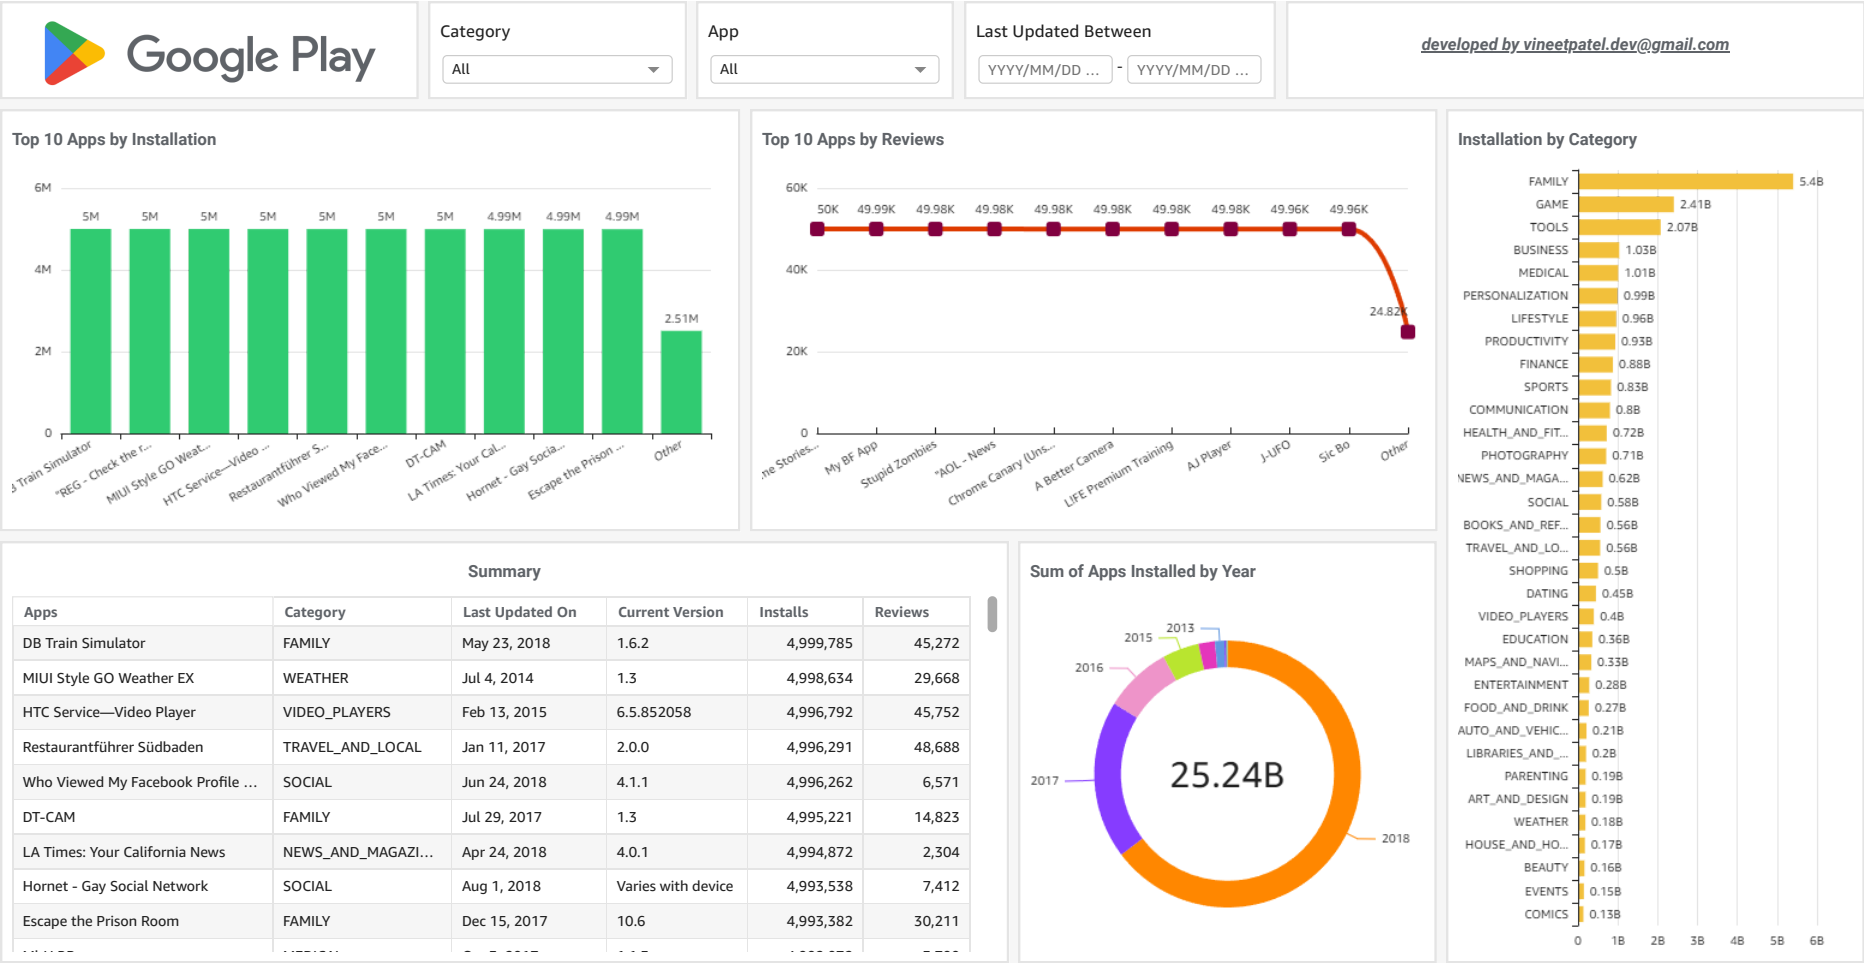 Google Play
Category
All
App
All
Last Updated Between
YYYY/MM/DD ... - YYYY/MM/DD ...
developed by vineetpatel.dev@gmail.com
Top 10 Apps by Installation
6M
4M
2M
0
5M 5M 5M 5M 5M 5M 5M 4.99M 4.99M 4.99M 2.51M
Train Simulator
"REG - Check the r...
MIUI Style GO Weat...
HTC Service—Video ...
Restaurantführer S...
Who Viewed My Face...
DT-CAM
LA Times: Your Cal...
Hornet - Gay Socia...
Escape the Prison ...
Other
Top 10 Apps by Reviews
60K
40K
20K
0
50K 49.99K 49.98K 49.98K 49.98K 49.98K 49.98K 49.98K 49.96K 49.96K 24.82K
...ne Stories...
My BF App
Stupid Zombies
"AOL - News
Chrome Canary (Uns...
A Better Camera
LIFE Premium Training
AJ Player
J-UFO
Sic Bo
Other
Installation by Category
FAMILY 5.4B
GAME 2.41B
TOOLS 2.07B
BUSINESS 1.03B
MEDICAL 1.01B
PERSONALIZATION 0.99B
LIFESTYLE 0.96B
PRODUCTIVITY 0.93B
FINANCE 0.88B
SPORTS 0.83B
COMMUNICATION 0.8B
HEALTH_AND_FIT... 0.72B
PHOTOGRAPHY 0.71B
NEWS_AND_MAGA... 0.62B
SOCIAL 0.58B
BOOKS_AND_REF... 0.56B
TRAVEL_AND_LO... 0.56B
SHOPPING 0.5B
DATING 0.45B
VIDEO_PLAYERS 0.4B
EDUCATION 0.36B
MAPS_AND_NAVI... 0.33B
ENTERTAINMENT 0.28B
FOOD_AND_DRINK 0.27B
AUTO_AND_VEHIC... 0.21B
LIBRARIES_AND_... 0.2B
PARENTING 0.19B
ART_AND_DESIGN 0.19B
WEATHER 0.18B
HOUSE_AND_HO... 0.17B
BEAUTY 0.16B
EVENTS 0.15B
COMICS 0.13B
0 1B 2B 3B 4B 5B 6B
Summary
Apps Category Last Updated On Current Version Installs Reviews
DB Train Simulator FAMILY May 23, 2018 1.6.2 4,999,785 45,272
MIUI Style GO Weather EX WEATHER Jul 4, 2014 1.3 4,998,634 29,668
HTC Service—Video Player VIDEO_PLAYERS Feb 13, 2015 6.5.852058 4,996,792 45,752
Restaurantführer Südbaden TRAVEL_AND_LOCAL Jan 11, 2017 2.0.0 4,996,291 48,688
Who Viewed My Facebook Profile ... SOCIAL Jun 24, 2018 4.1.1 4,996,262 6,571
DT-CAM FAMILY Jul 29, 2017 1.3 4,995,221 14,823
LA Times: Your California News NEWS_AND_MAGAZI... Apr 24, 2018 4.0.1 4,994,872 2,304
Hornet - Gay Social Network SOCIAL Aug 1, 2018 Varies with device 4,993,538 7,412
Escape the Prison Room FAMILY Dec 15, 2017 10.6 4,993,382 30,211
Sum of Apps Installed by Year
2013
2015
2016
2017
25.24B
2018